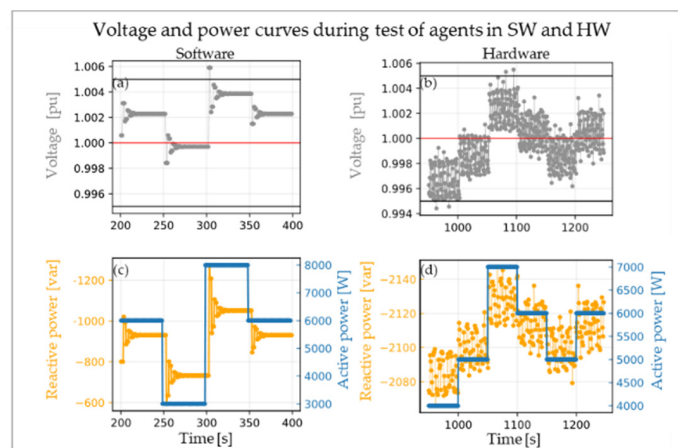 Voltage and power curves during test of agents in SW and HW
Software
Hardware
(a)
1.006
1.004
1.002
1.000
0.998
0.996
Voltage [pu]
200 250 300 350 400
(b)
1.006
1.004
1.002
1.000
0.998
0.996
0.994
Voltage [pu]
1000 1100 1200
(c)
-1200
-1000
-800
-600
Reactive power [var]
8000
7000
6000
5000
4000
3000
Active power [W]
200 250 300 350 400
Time [s]
(d)
-2140
-2120
-2100
-2080
Reactive power [var]
7000
6000
5000
4000
Active power [W]
1000 1100 1200
Time [s]